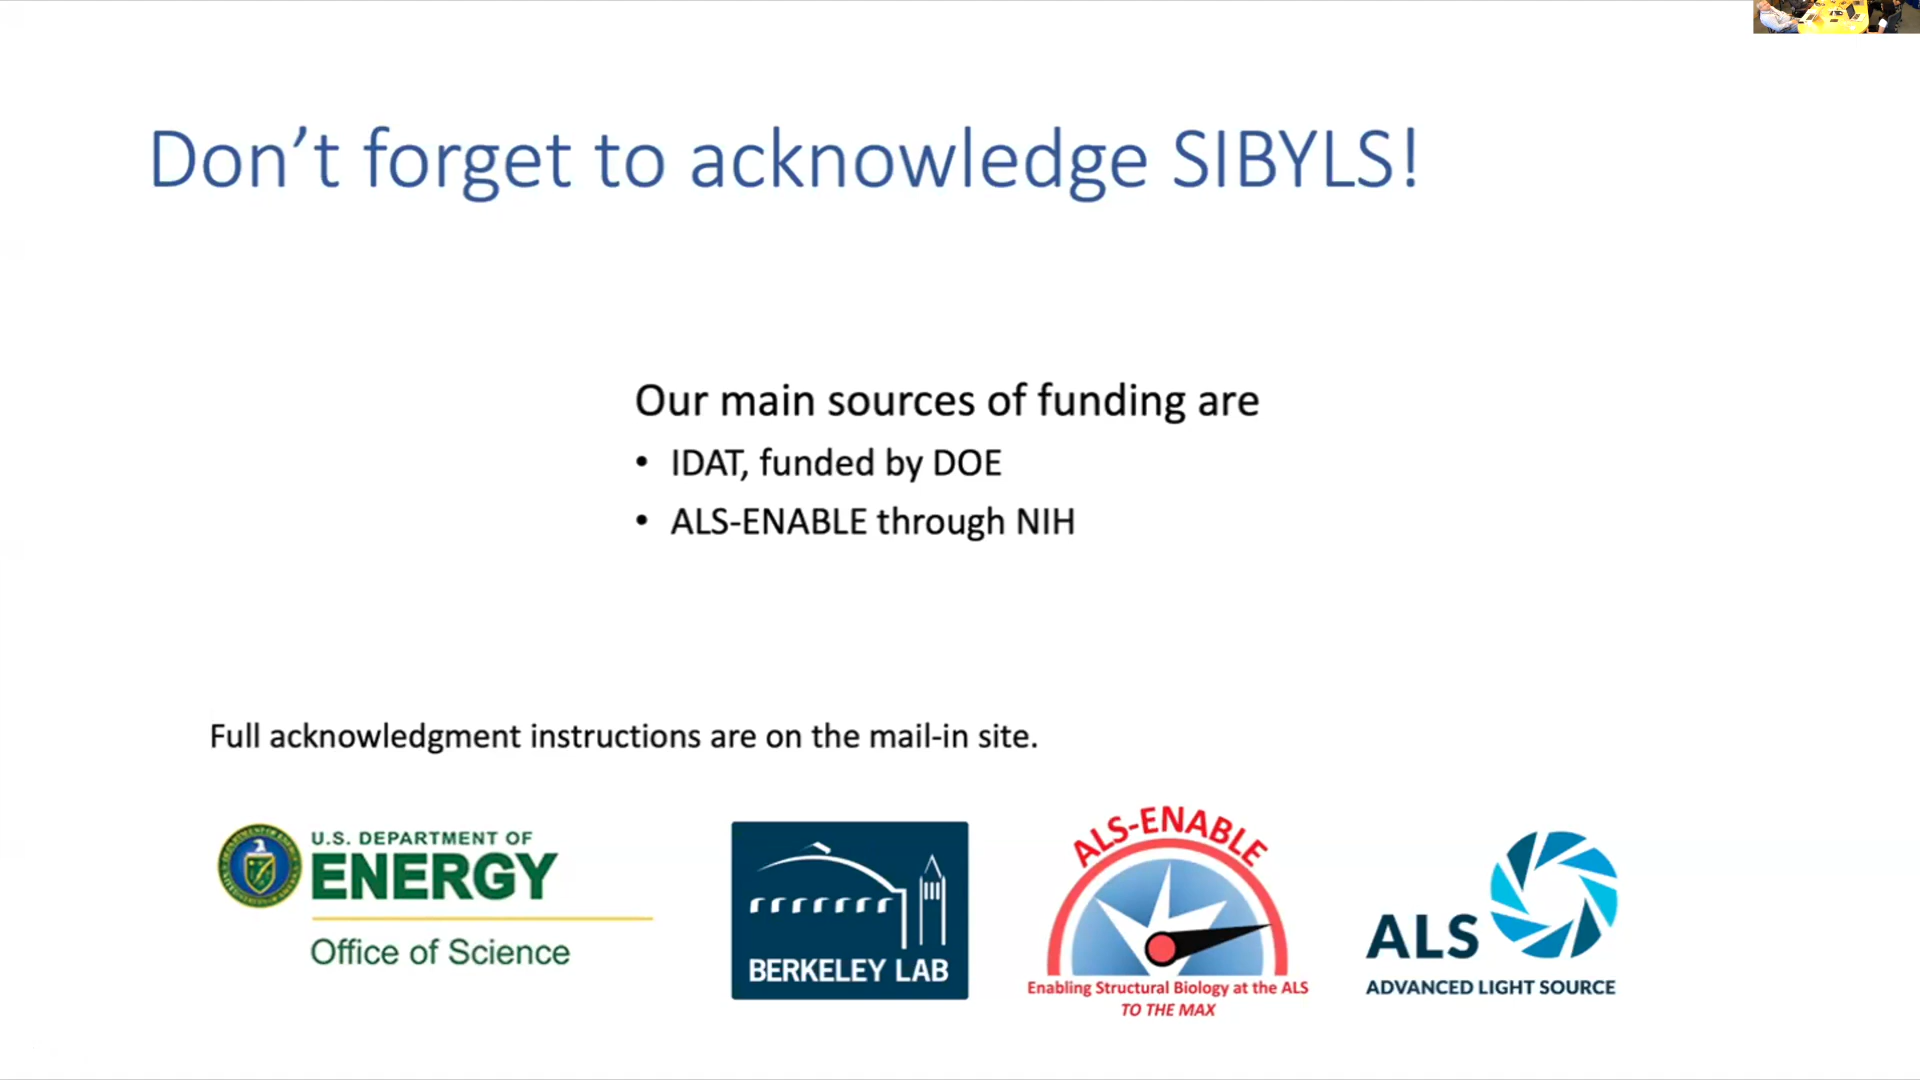 Don’t forget to acknowledge SIBYLS!
Our main sources of funding are
• IDAT, funded by DOE
• ALS-ENABLE through NIH
Full acknowledgment instructions are on the mail-in site.
U.S. DEPARTMENT OF
ENERGY
Office of Science
BERKELEY LAB
ALS-ENABLE
Enabling Structural Biology at the ALS
TO THE MAX
ALS
ADVANCED LIGHT SOURCE